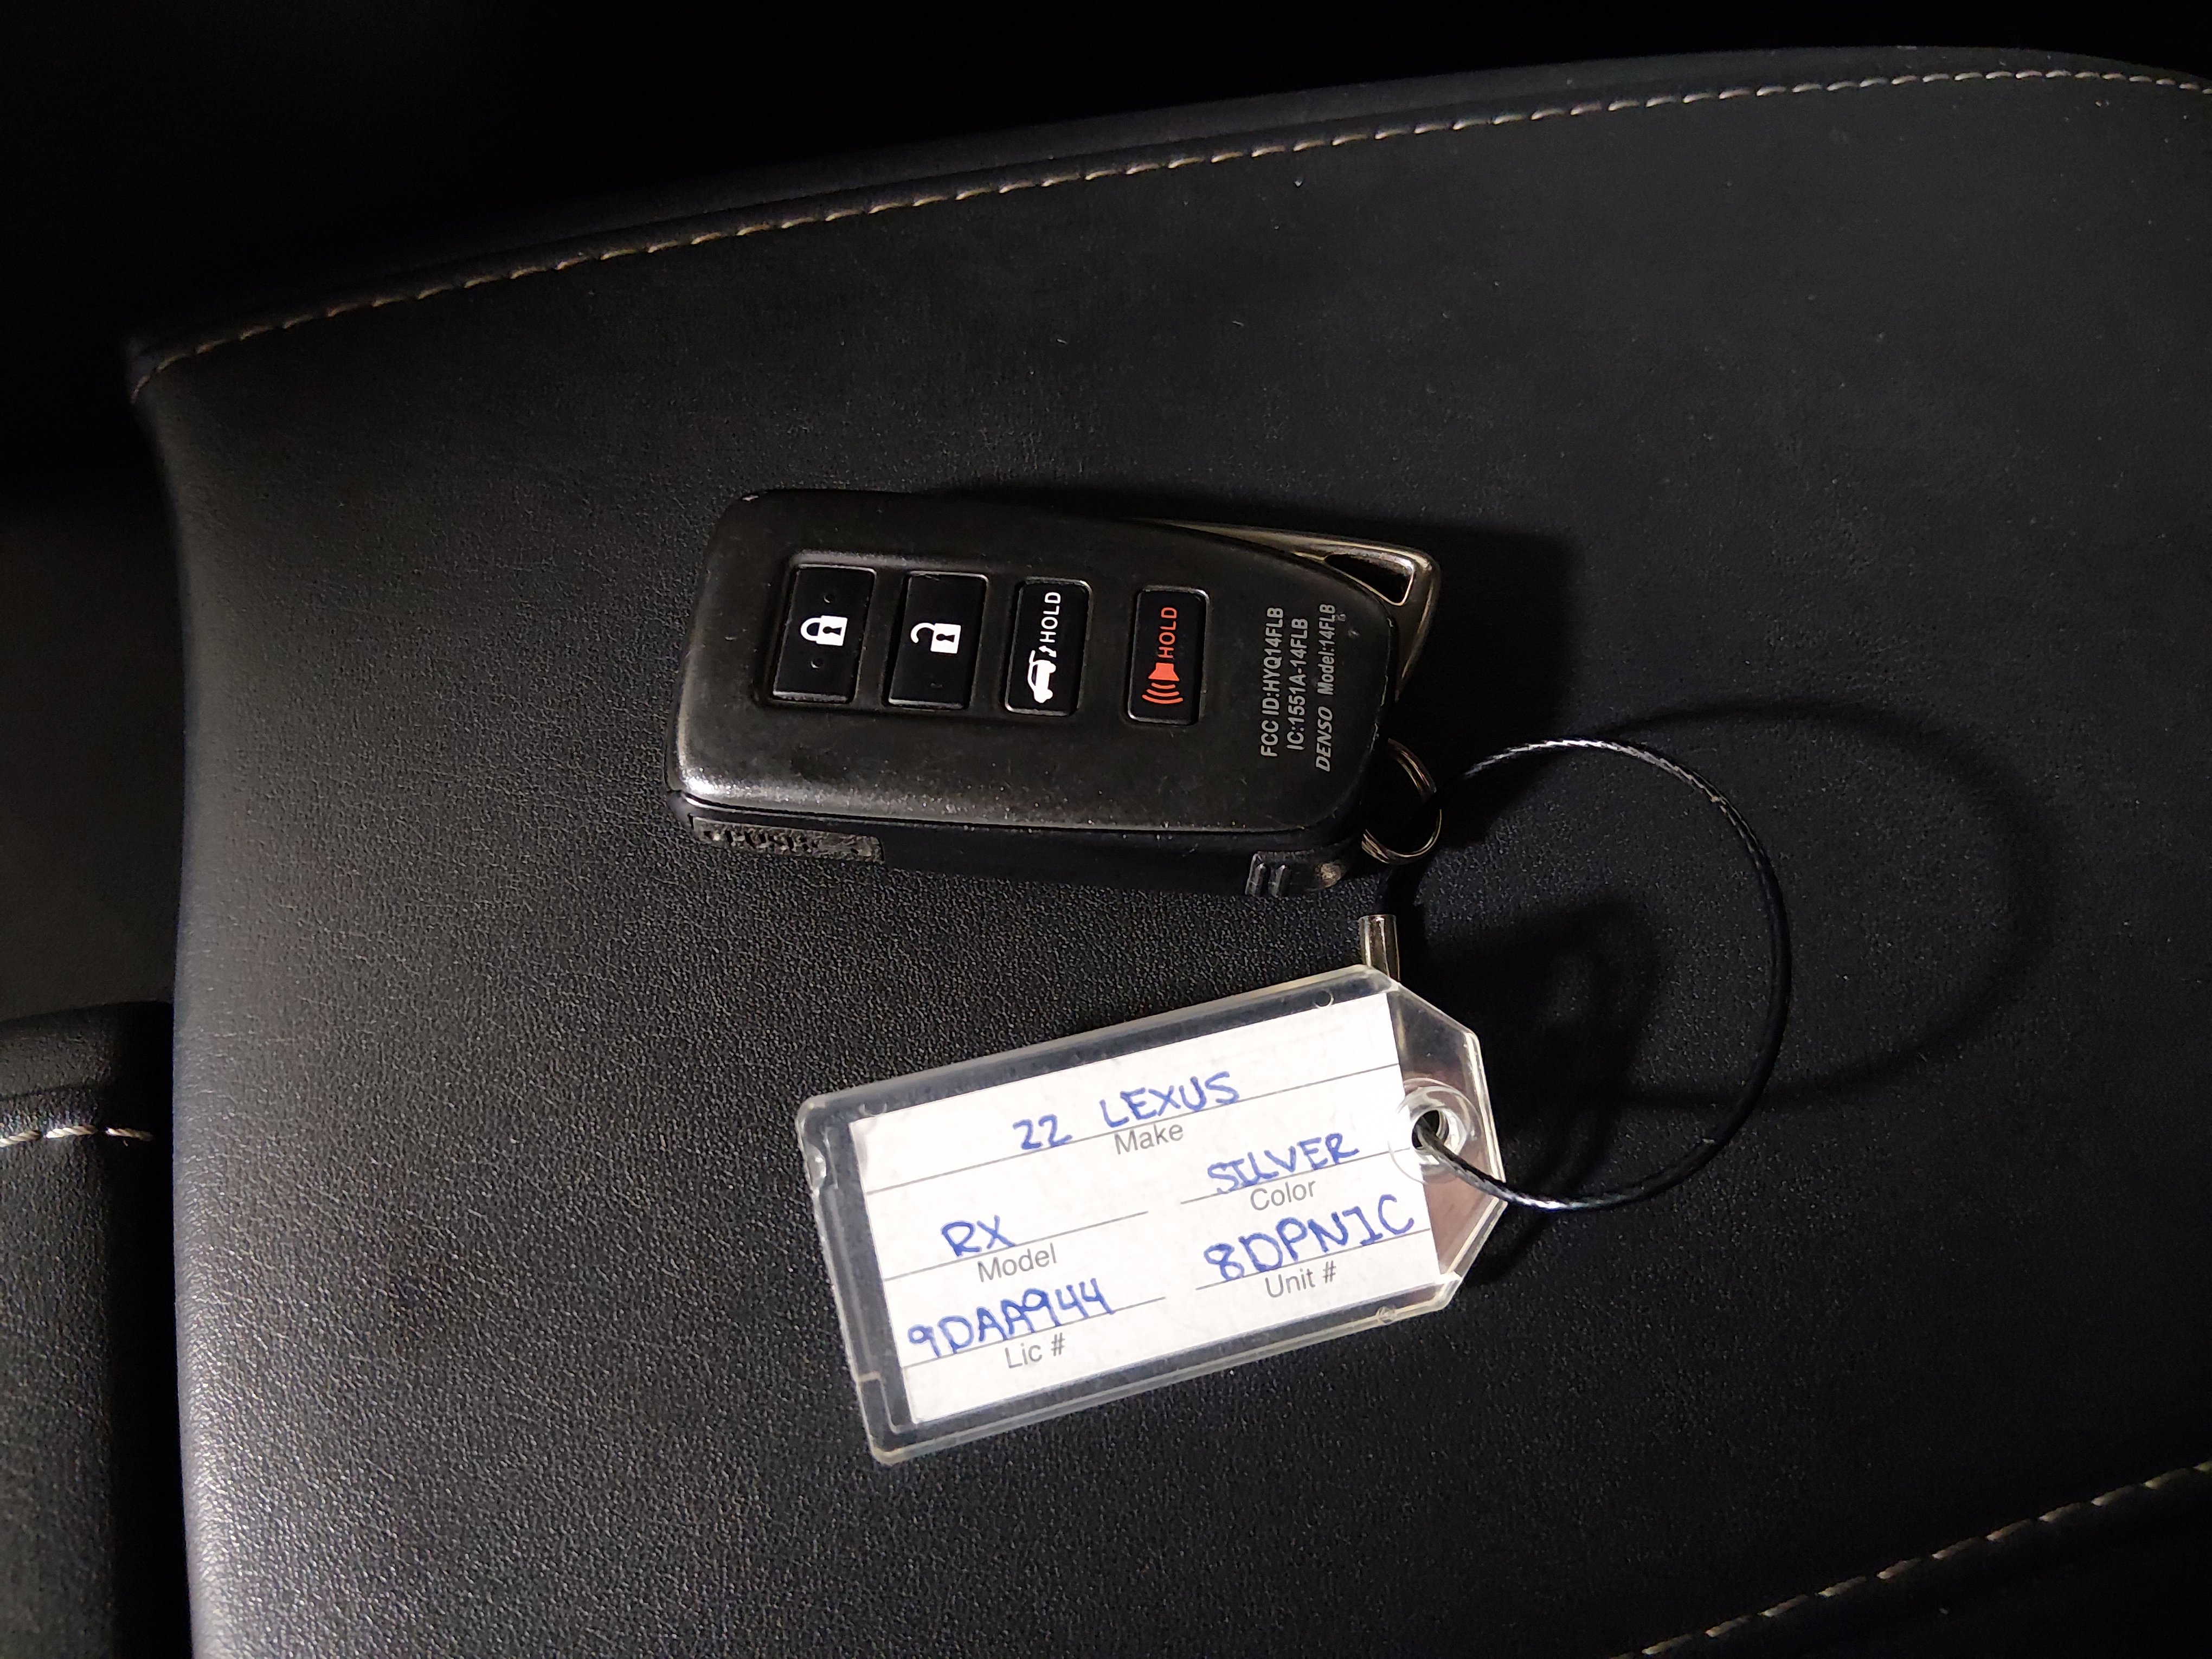 HOLD
HOLD
FCC ID:HYQ14FLB
IC:1551A-14FLB
DENSO Model:14FLB
22 LEXUS
Make
SILVER
Color
RX
Model
8DPN1C
Unit #
9DAA944
Lic #